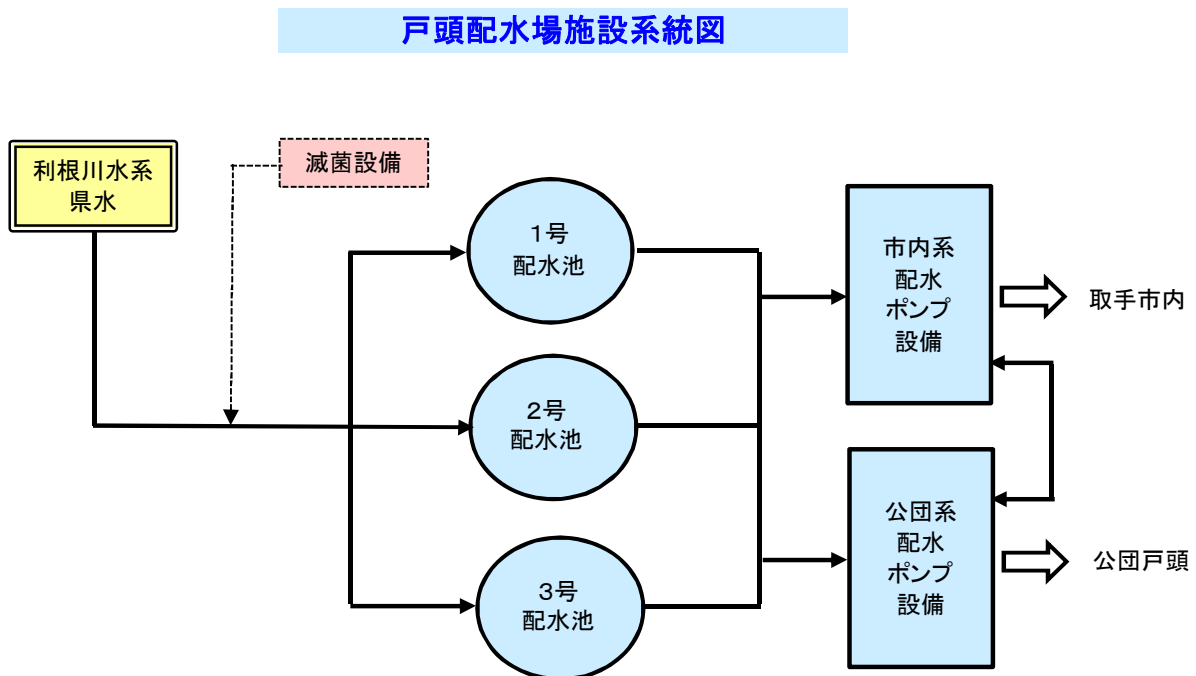 戸頭配水場施設系統図
利根川水系
県水
滅菌設備
1号
配水池
2号
配水池
3号
配水池
市内系
配水
ポンプ
設備
取手市内
公団系
配水
ポンプ
設備
公団戸頭